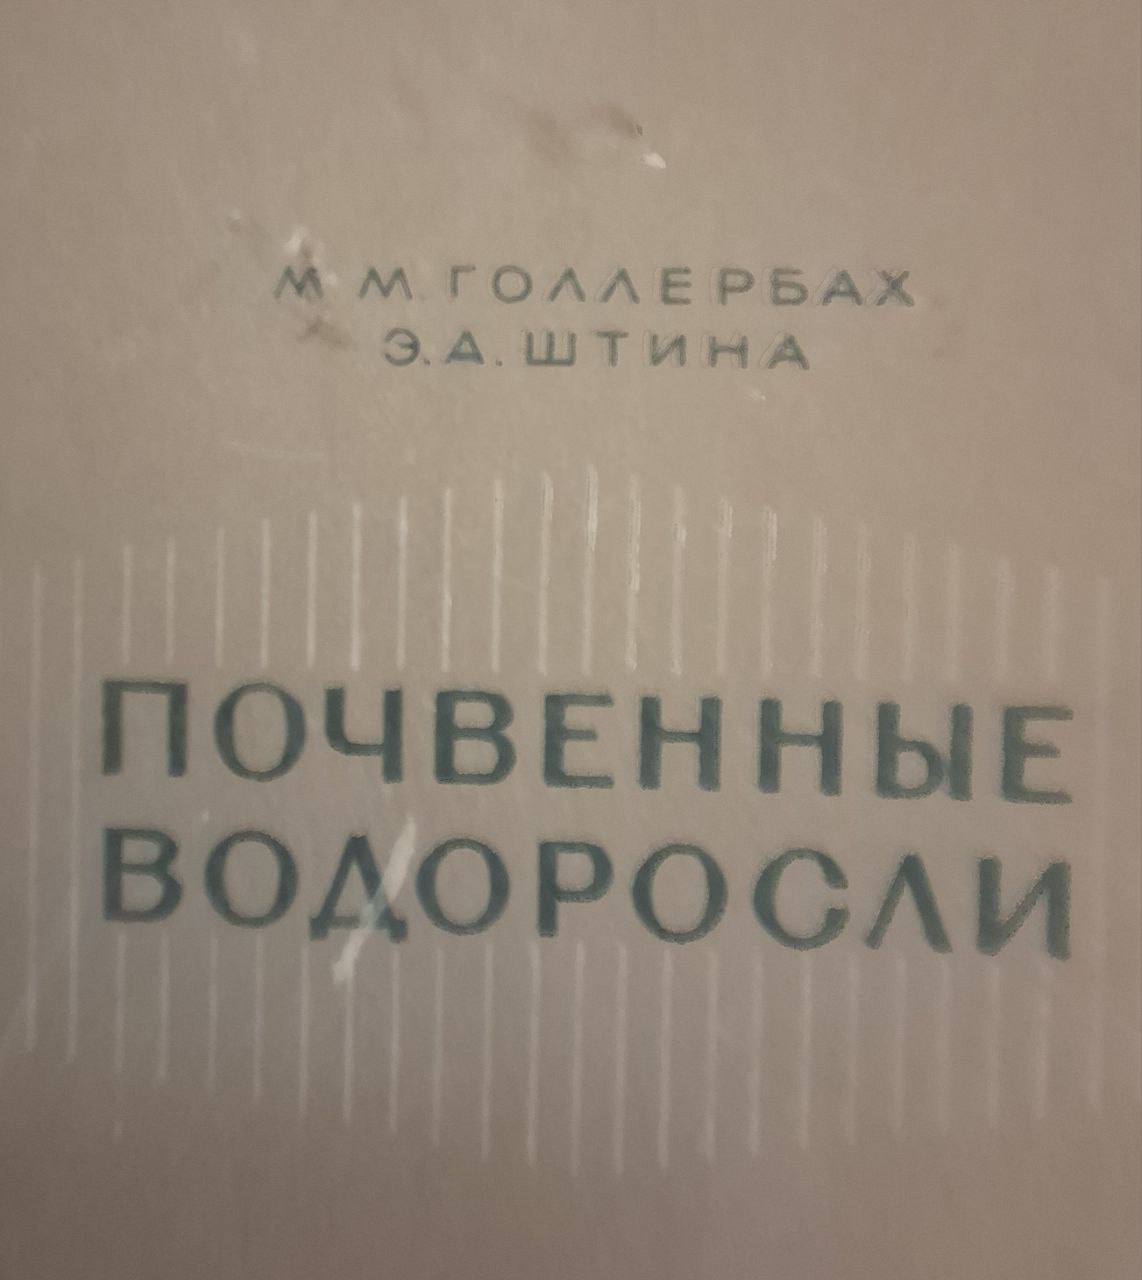 М. М. ГОЛЛЕРБАХ
Э. А. ШТИНА
ПОЧВЕННЫЕ
ВОДОРОСЛИ